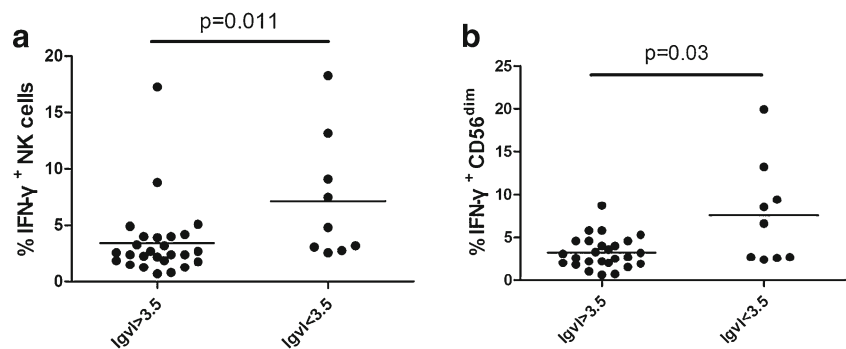 a
p=0.011
% IFN-γ + NK cells
20
15
10
5
0
lgvl>3.5
lgvl<3.5
b
p=0.03
% IFN-γ + CD56dim
25
20
15
10
5
0
lgvl>3.5
lgvl<3.5